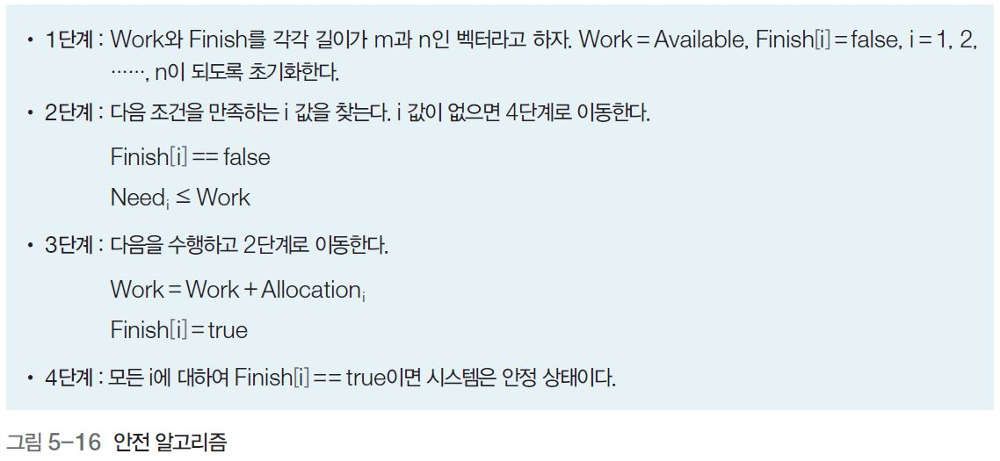 • 1단계 : Work와 Finish를 각각 길이가 m과 n인 벡터라고 하자. Work = Available, Finish[i] = false, i = 1, 2,
……, n이 되도록 초기화한다.
• 2단계 : 다음 조건을 만족하는 i 값을 찾는다. i 값이 없으면 4단계로 이동한다.
Finish[i] == false
Needᵢ ≤ Work
• 3단계 : 다음을 수행하고 2단계로 이동한다.
Work = Work + Allocationᵢ
Finish[i] = true
• 4단계 : 모든 i에 대하여 Finish[i] == true이면 시스템은 안정 상태이다.
그림 5-16 안전 알고리즘